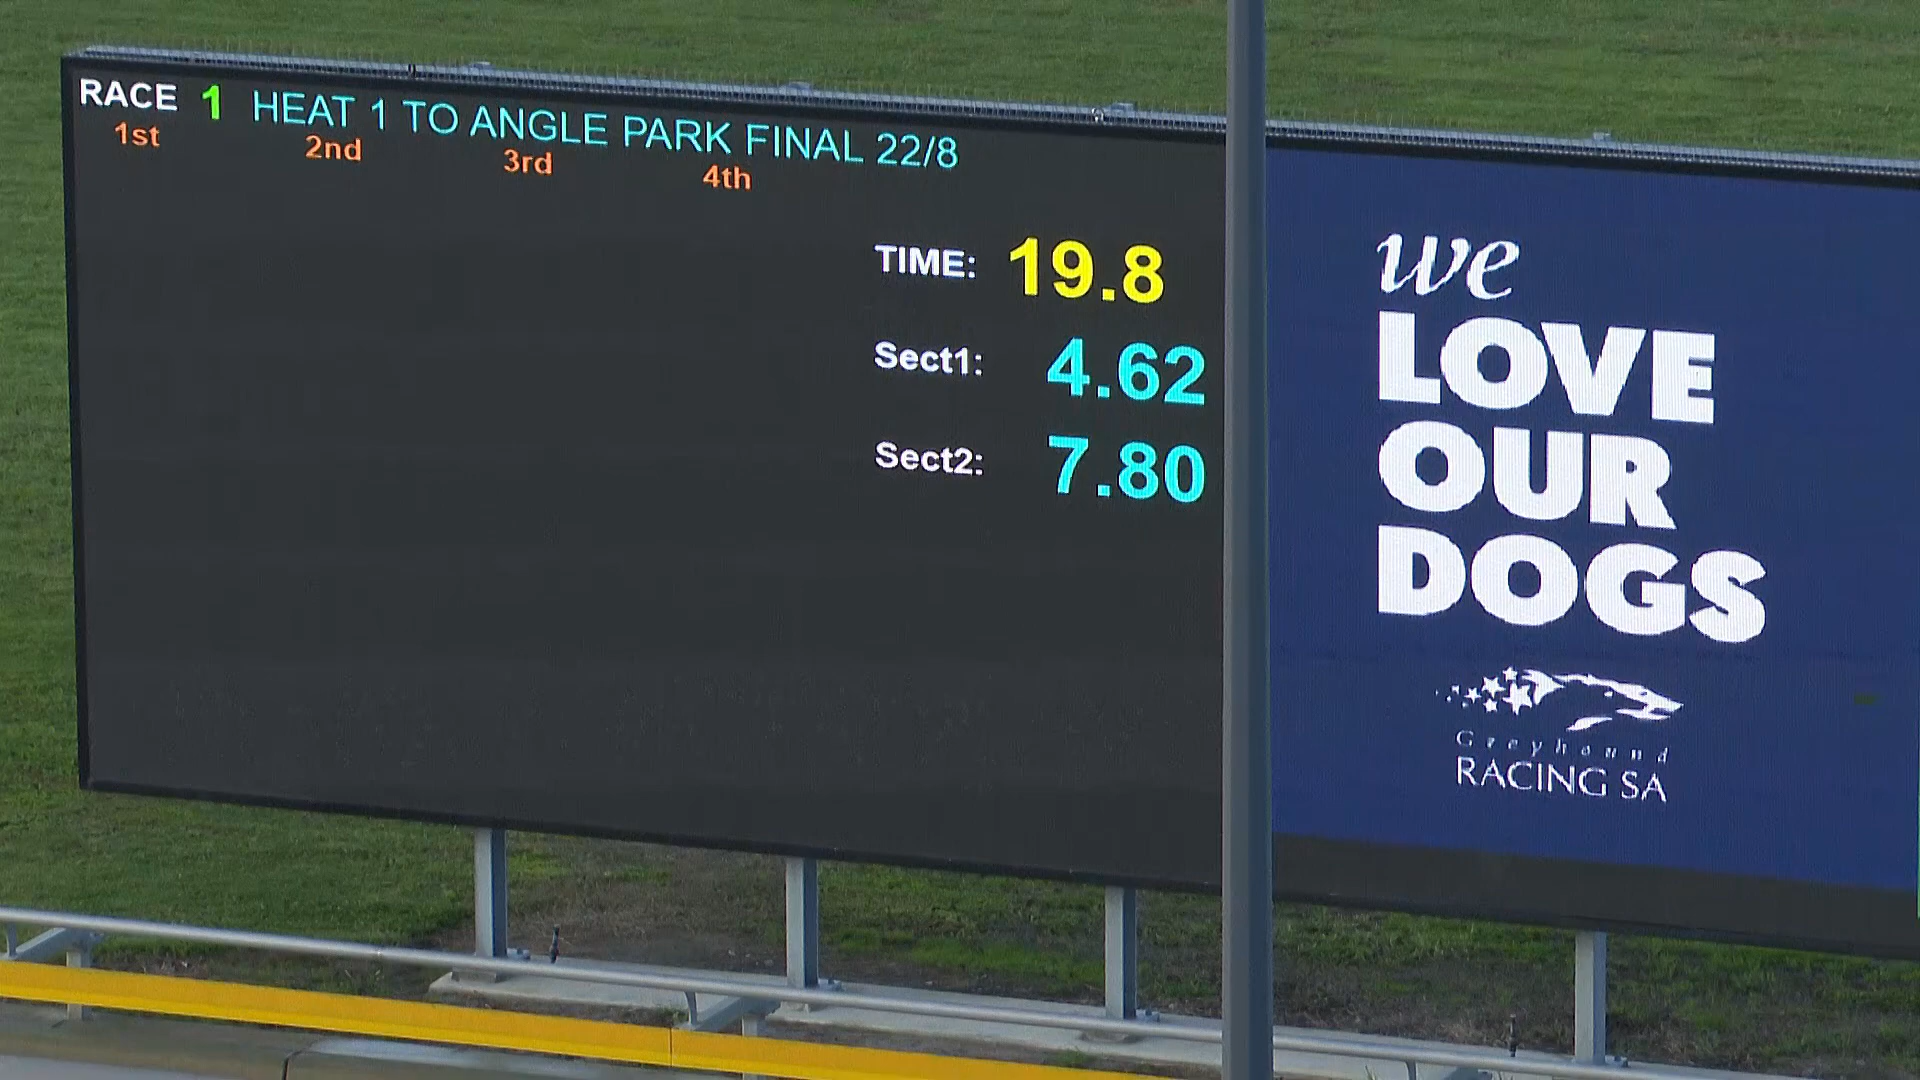 RACE 1 HEAT 1 TO ANGLE PARK FINAL 22/8
1st 2nd 3rd 4th
TIME: 19.8
Sect1: 4.62
Sect2: 7.80
we
LOVE
OUR
DOGS
Greyhound
RACING SA